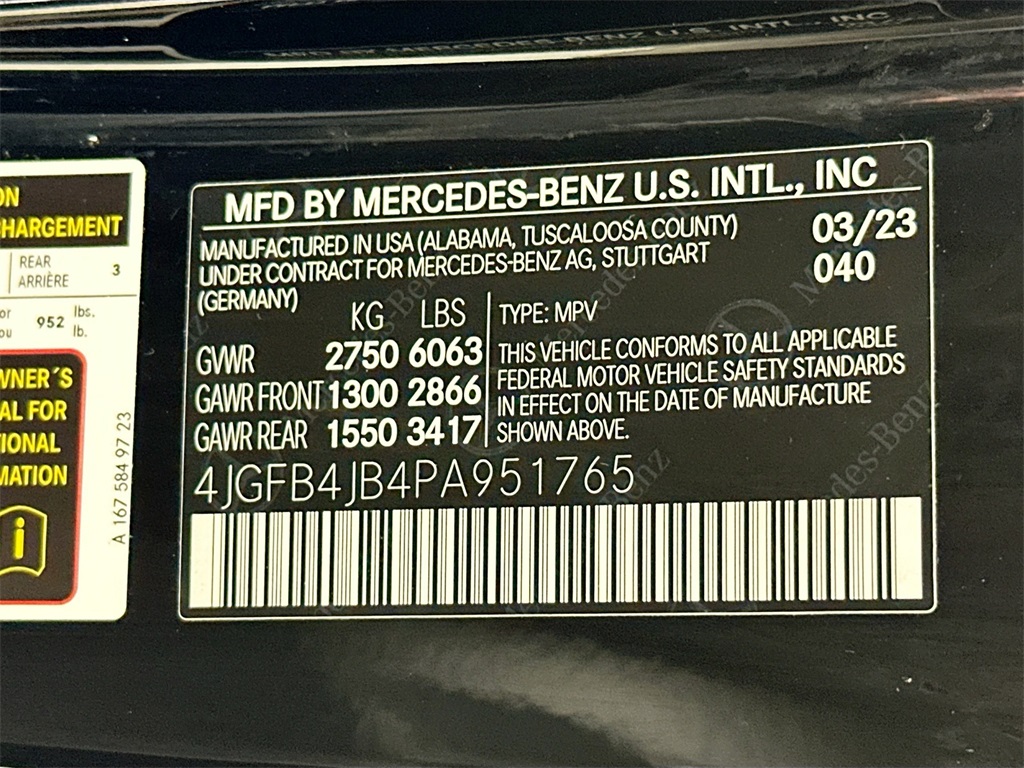 ON
HARGEMENT
REAR
ARRIÈRE
3
or
ou
952
lbs.
lb.
WNER´S
AL FOR
IONAL
MATION
i
A 167 584 97 23
MFD BY MERCEDES-BENZ U.S. INTL., INC
MANUFACTURED IN USA (ALABAMA, TUSCALOOSA COUNTY) 03/23
UNDER CONTRACT FOR MERCEDES-BENZ AG, STUTTGART 040
(GERMANY)
KG LBS
GVWR 2750 6063
GAWR FRONT 1300 2866
GAWR REAR 1550 3417
TYPE: MPV
THIS VEHICLE CONFORMS TO ALL APPLICABLE
FEDERAL MOTOR VEHICLE SAFETY STANDARDS
IN EFFECT ON THE DATE OF MANUFACTURE
SHOWN ABOVE.
4JGFB4JB4PA951765